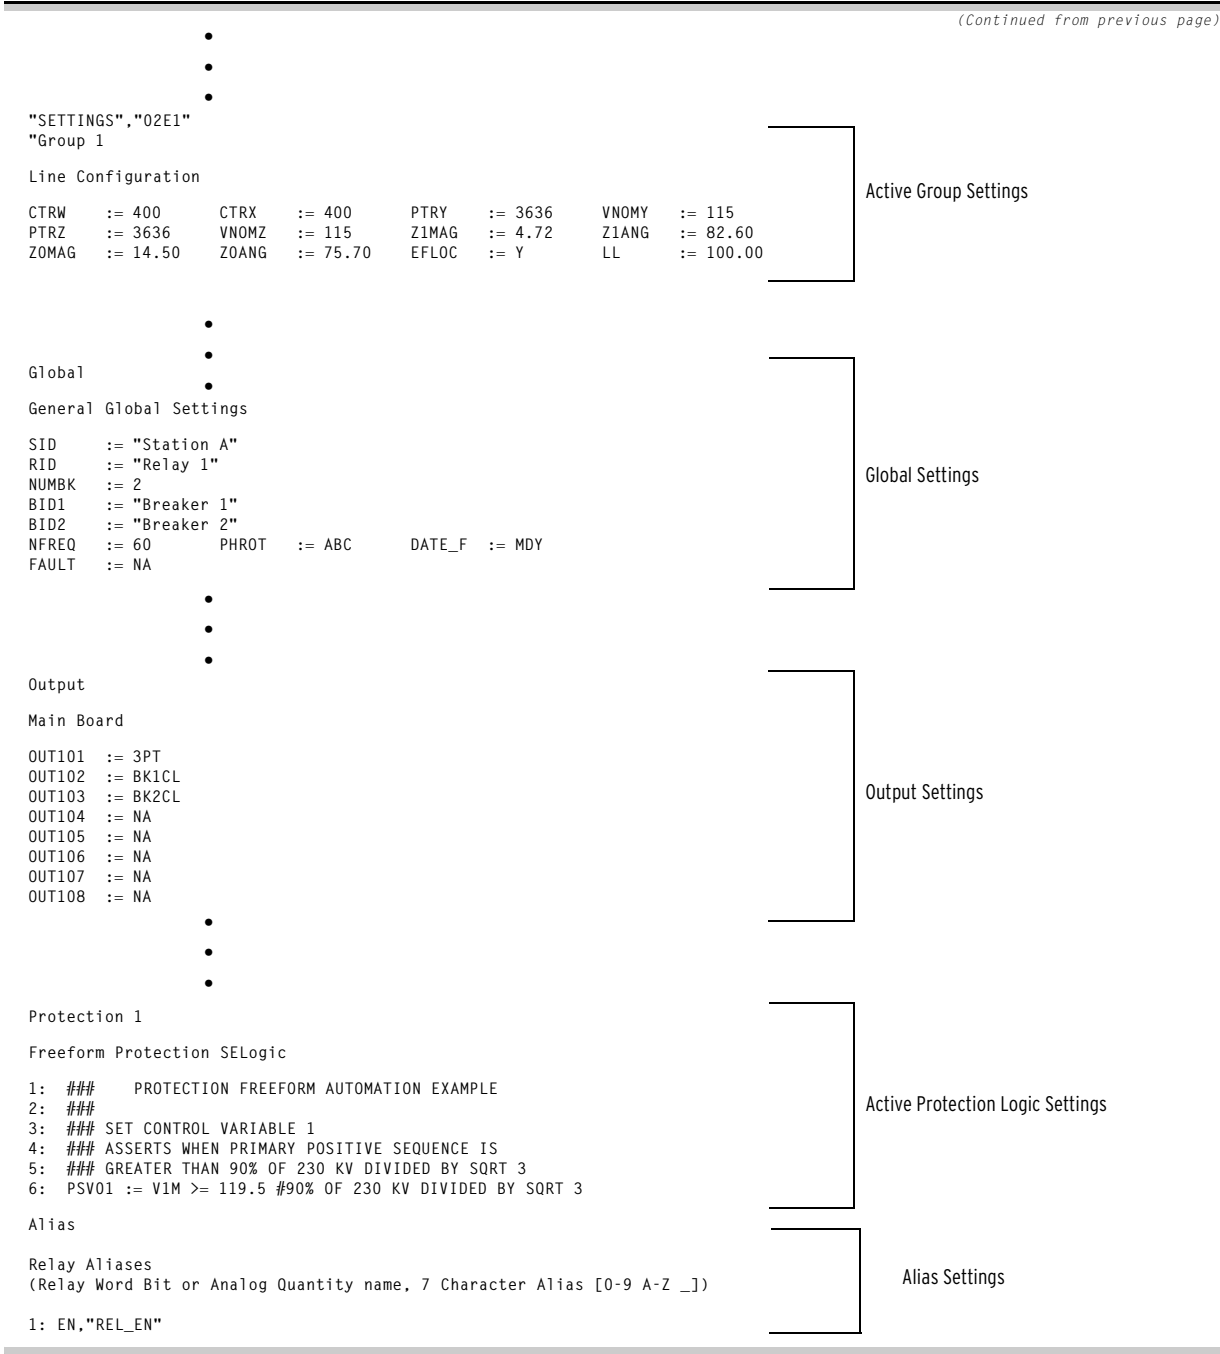 (Continued from previous page)
"SETTINGS","02E1"
"Group 1
Line Configuration
Active Group Settings
CTRW := 400 CTRX := 400 PTRY := 3636 VNOMY := 115
PTRZ := 3636 VNOMZ := 115 Z1MAG := 4.72 Z1ANG := 82.60
Z0MAG := 14.50 Z0ANG := 75.70 EFLOC := Y LL := 100.00
Global
General Global Settings
SID := "Station A"
RID := "Relay 1"
Global Settings
NUMBK := 2
BID1 := "Breaker 1"
BID2 := "Breaker 2"
NFREQ := 60 PHROT := ABC DATE_F := MDY
FAULT := NA
Output
Main Board
OUT101 := 3PT
OUT102 := BK1CL
OUT103 := BK2CL
Output Settings
OUT104 := NA
OUT105 := NA
OUT106 := NA
OUT107 := NA
OUT108 := NA
Protection 1
Freeform Protection SELogic
1: ### PROTECTION FREEFORM AUTOMATION EXAMPLE
2: ###
Active Protection Logic Settings
3: ### SET CONTROL VARIABLE 1
4: ### ASSERTS WHEN PRIMARY POSITIVE SEQUENCE IS
5: ### GREATER THAN 90% OF 230 KV DIVIDED BY SQRT 3
6: PSV01 := V1M >= 119.5 #90% OF 230 KV DIVIDED BY SQRT 3
Alias
Relay Aliases
(Relay Word Bit or Analog Quantity name, 7 Character Alias [0-9 A-Z _])
Alias Settings
1: EN,"REL_EN"